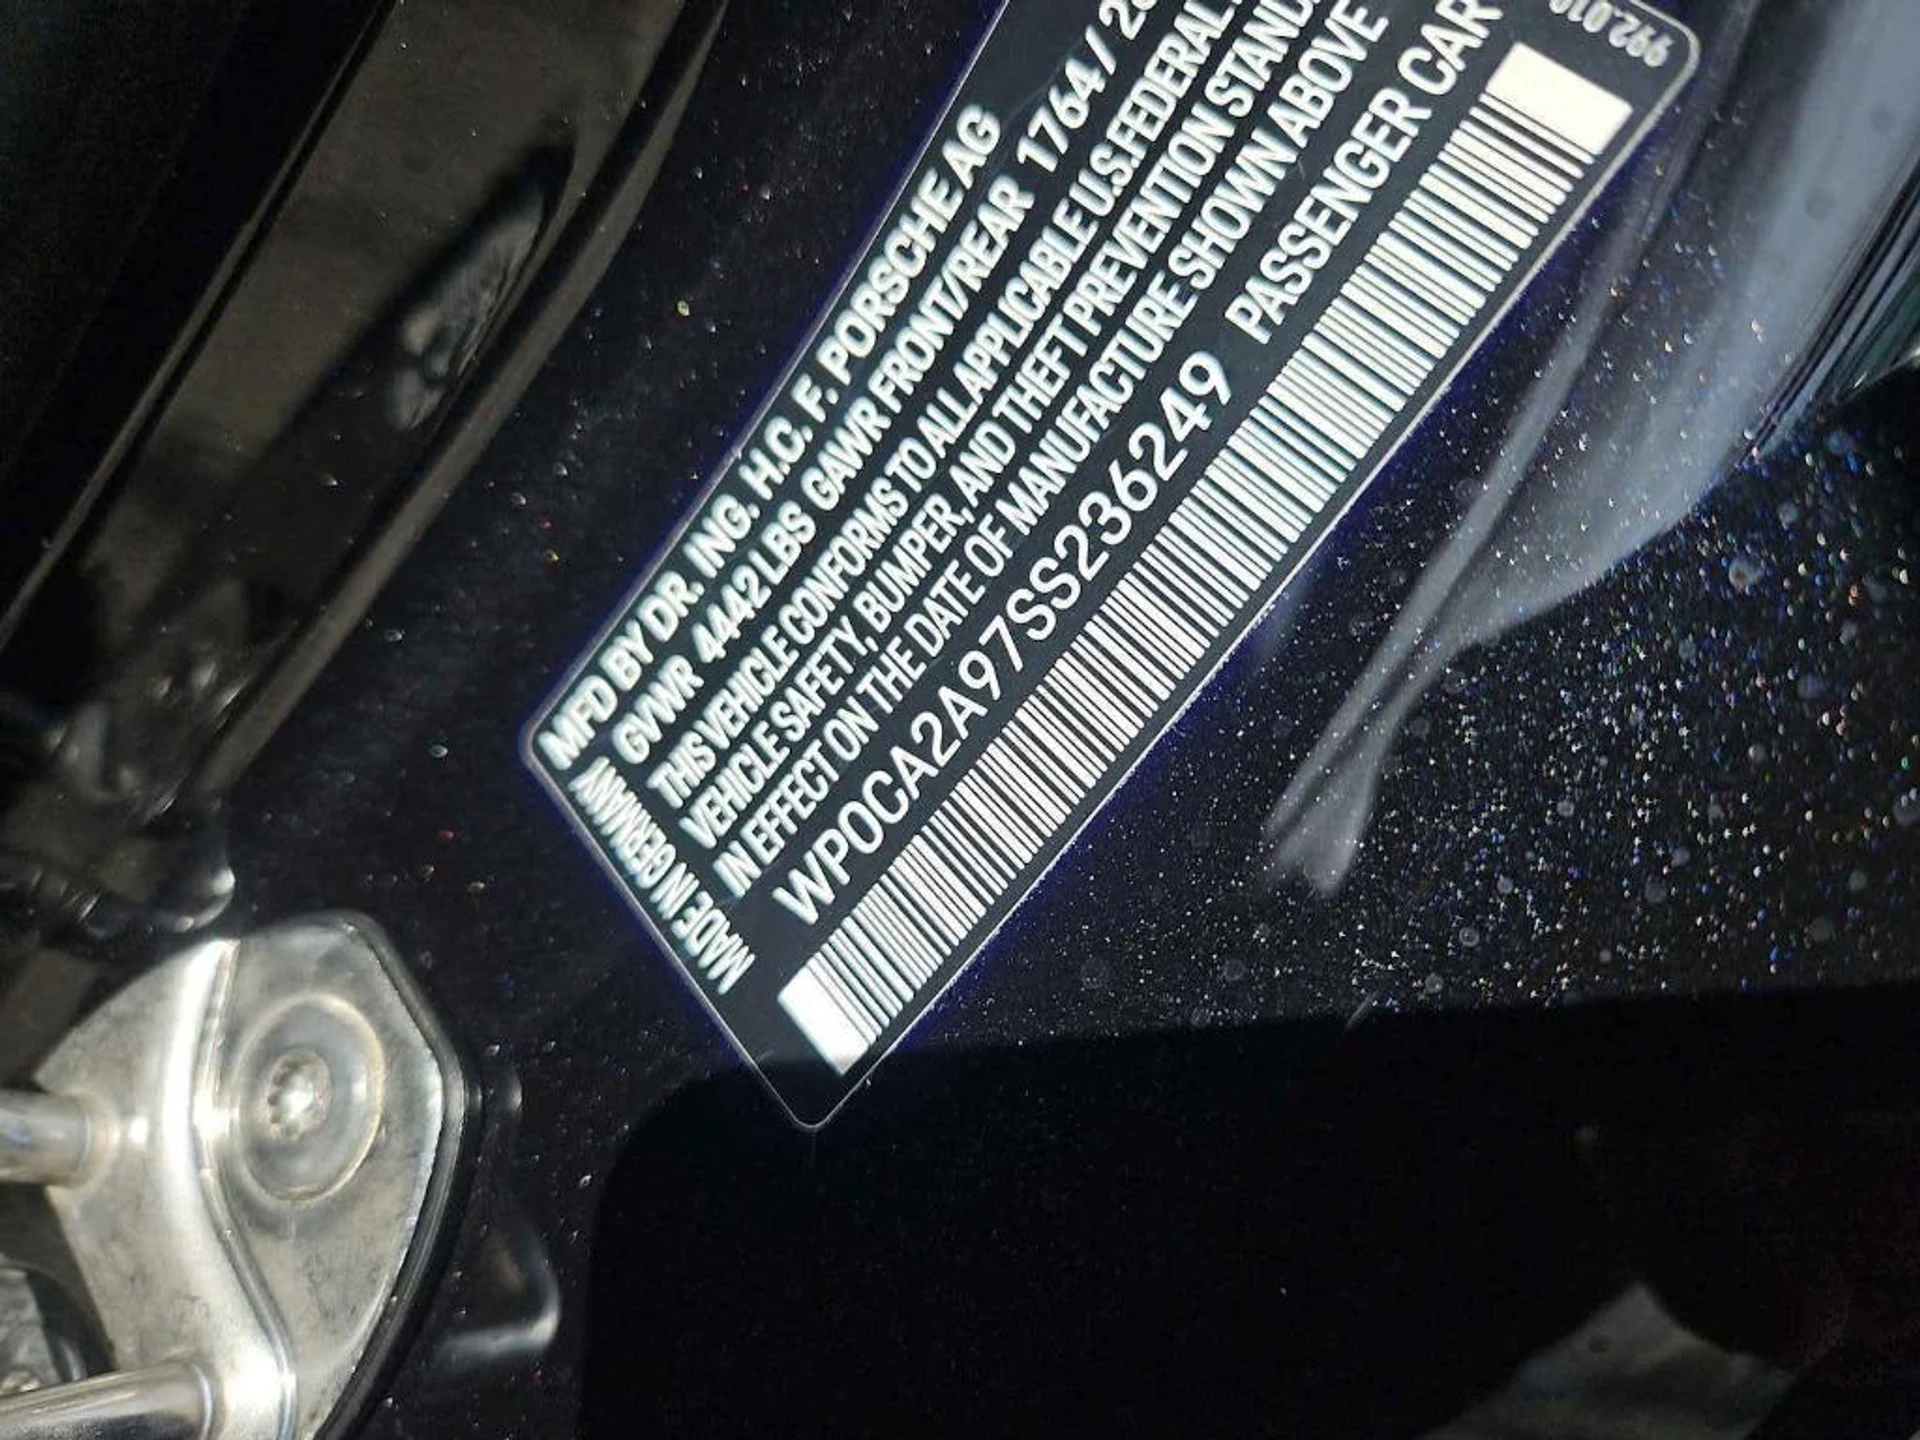 MFD BY DR. ING. H.C. F. PORSCHE AG
GVWR 4442 LBS GAWR FRONT/REAR 1764 /
THIS VEHICLE CONFORMS TO ALL APPLICABLE U.S. FEDERAL
VEHICLE SAFETY, BUMPER, AND THEFT PREVENTION
IN EFFECT ON THE DATE OF MANUFACTURE SHOWN ABOVE
WP0CA2A97SS236249 PASSENGER CAR
MADE IN GERMANY